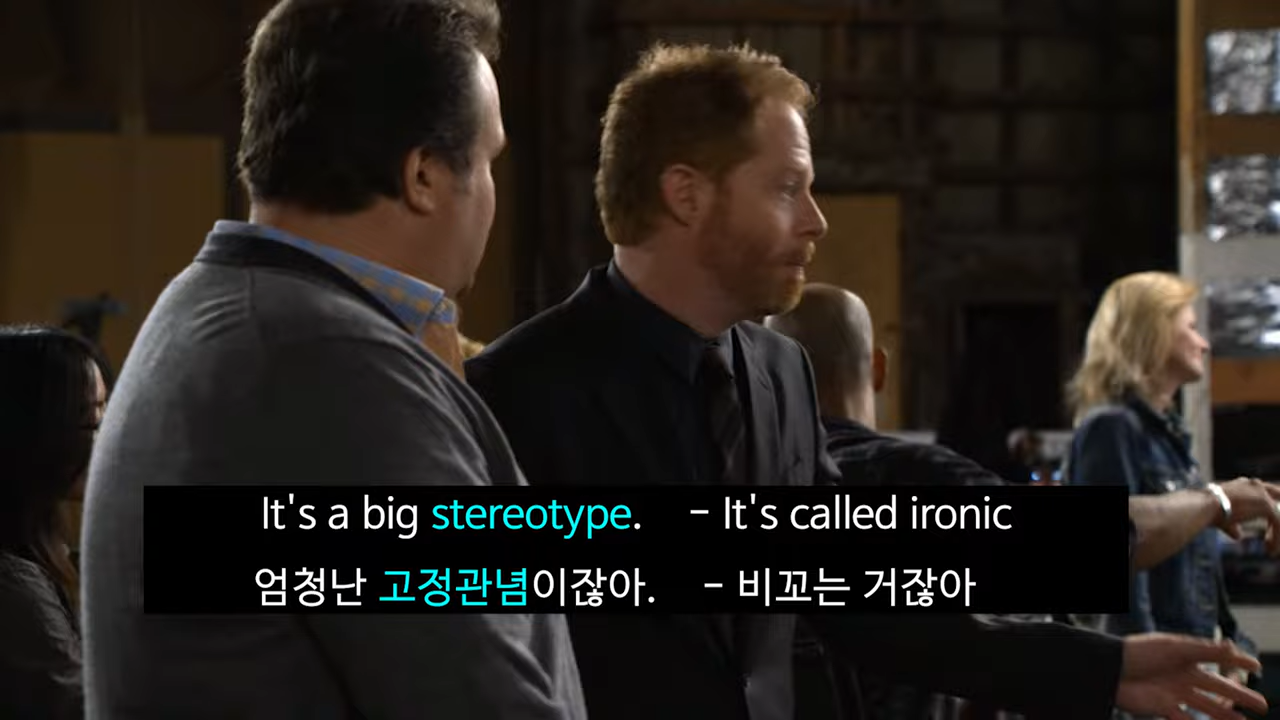 It's a big stereotype. - It's called ironic
엄청난 고정관념이잖아. - 비꼬는 거잖아